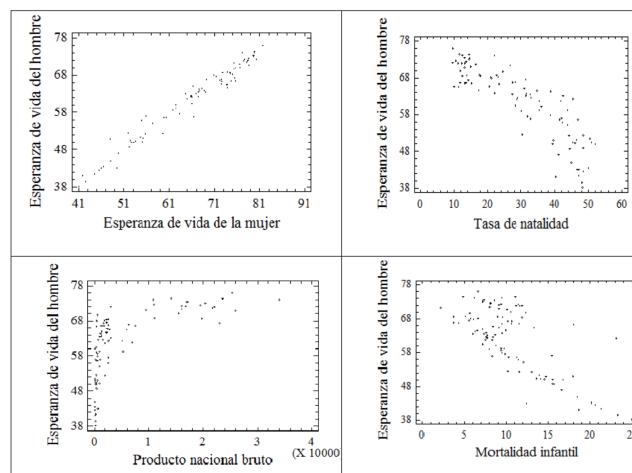 Esperanza de vida del hombre
78
68
58
48
38
41 51 61 71 81 91
Esperanza de vida de la mujer
Esperanza de vida del hombre
78
68
58
48
38
0 10 20 30 40 50 60
Tasa de natalidad
Esperanza de vida del hombre
78
68
58
48
38
0 1 2 3 4
(X 10000
Producto nacional bruto
Esperanza de vida del hombre
78
68
58
48
38
0 5 10 15 20 25
Mortalidad infantil